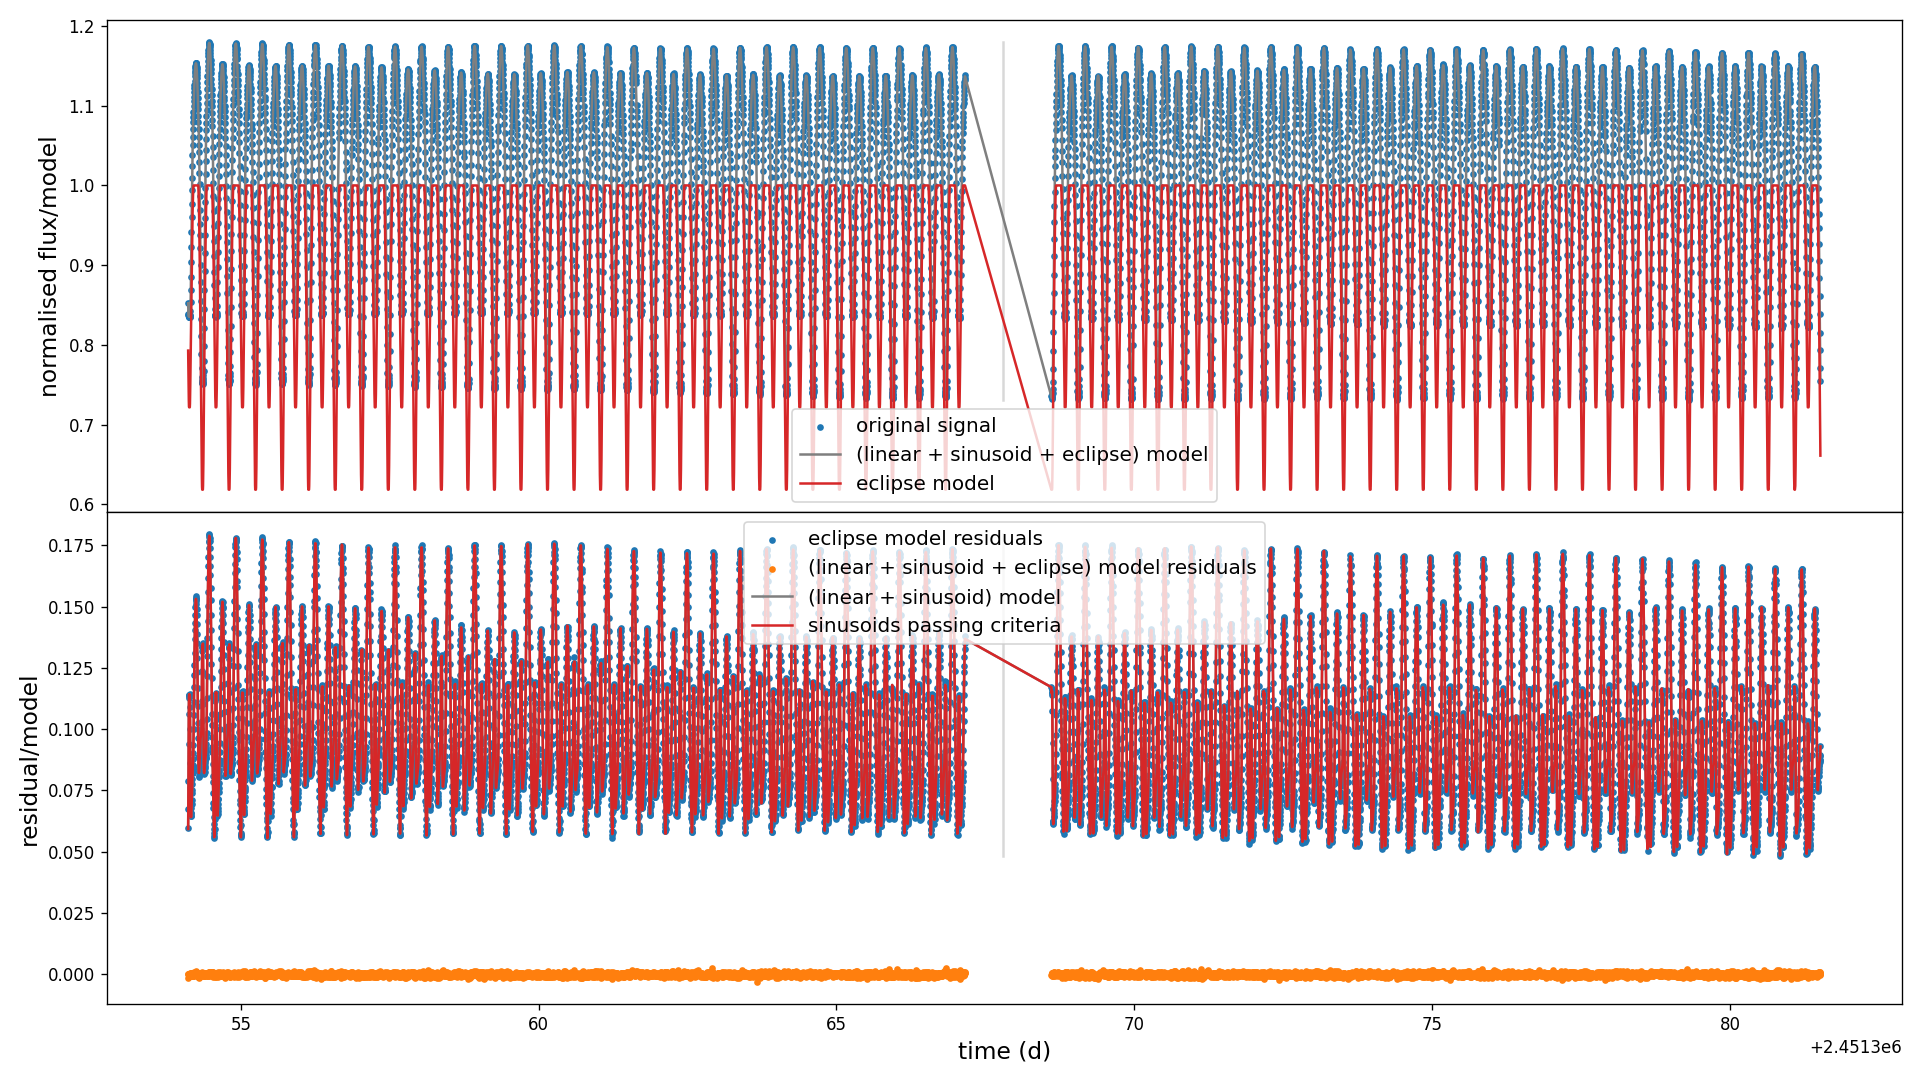 normalised flux/model
1.2
1.1
1.0
0.9
0.8
0.7
0.6
original signal
(linear + sinusoid + eclipse) model
eclipse model
residual/model
0.175
0.150
0.125
0.100
0.075
0.050
0.025
0.000
eclipse model residuals
(linear + sinusoid + eclipse) model residuals
(linear + sinusoid) model
sinusoids passing criteria
55 60 65 70 75 80
time (d)
+2.4513e6